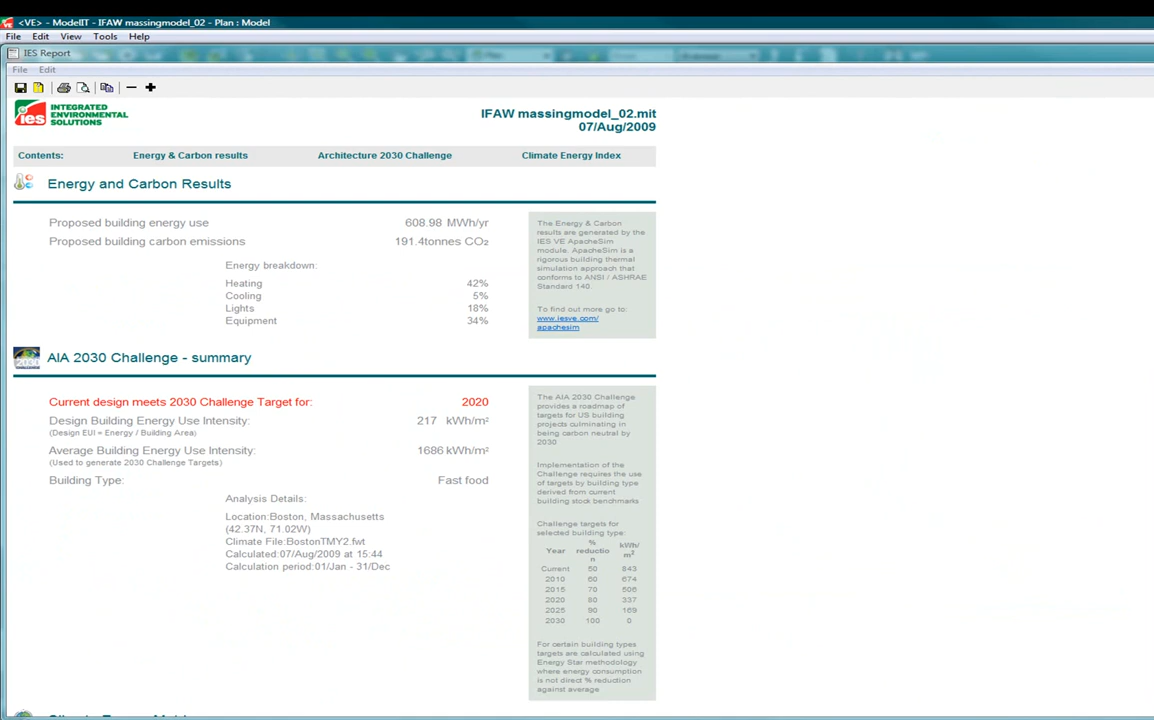 <VE> - ModelIT - IFAW massingmodel_02 - Plan : Model
File Edit View Tools Help
IES Report
File Edit
ies INTEGRATED ENVIRONMENTAL SOLUTIONS
IFAW massingmodel_02.mit
07/Aug/2009
Contents: Energy & Carbon results Architecture 2030 Challenge Climate Energy Index
Energy and Carbon Results
Proposed building energy use 608.98 MWh/yr
Proposed building carbon emissions 191.4tonnes CO₂
Energy breakdown:
Heating 42%
Cooling 5%
Lights 18%
Equipment 34%
The Energy & Carbon
results are generated by the
IES VE ApacheSim
module. ApacheSim is a
rigorous building thermal
simulation approach that
conforms to ANSI / ASHRAE
Standard 140.
To find out more go to:
www.iesve.com/
apachesim
2030
AIA 2030 Challenge - summary
Current design meets 2030 Challenge Target for: 2020
Design Building Energy Use Intensity: 217 kWh/m²
(Design EUI = Energy / Building Area)
Average Building Energy Use Intensity: 1686 kWh/m²
(Used to generate 2030 Challenge Targets)
Building Type: Fast food
Analysis Details:
Location:Boston, Massachusetts
(42.37N, 71.02W)
Climate File:BostonTMY2.fwt
Calculated:07/Aug/2009 at 15:44
Calculation period:01/Jan - 31/Dec
The AIA 2030 Challenge
provides a roadmap of
targets for US building
projects culminating in
being carbon neutral by
2030
Implementation of the
Challenge requires the use
of targets by building type
derived from current
building stock benchmarks
Challenge targets for
selected building type:
Year % reductio n kWh/ m²
Current 50 843
2010 60 674
2015 70 506
2020 80 337
2025 90 169
2030 100 0
For certain building types
targets are calculated using
Energy Star methodology
where energy consumption
is not direct % reduction
against average